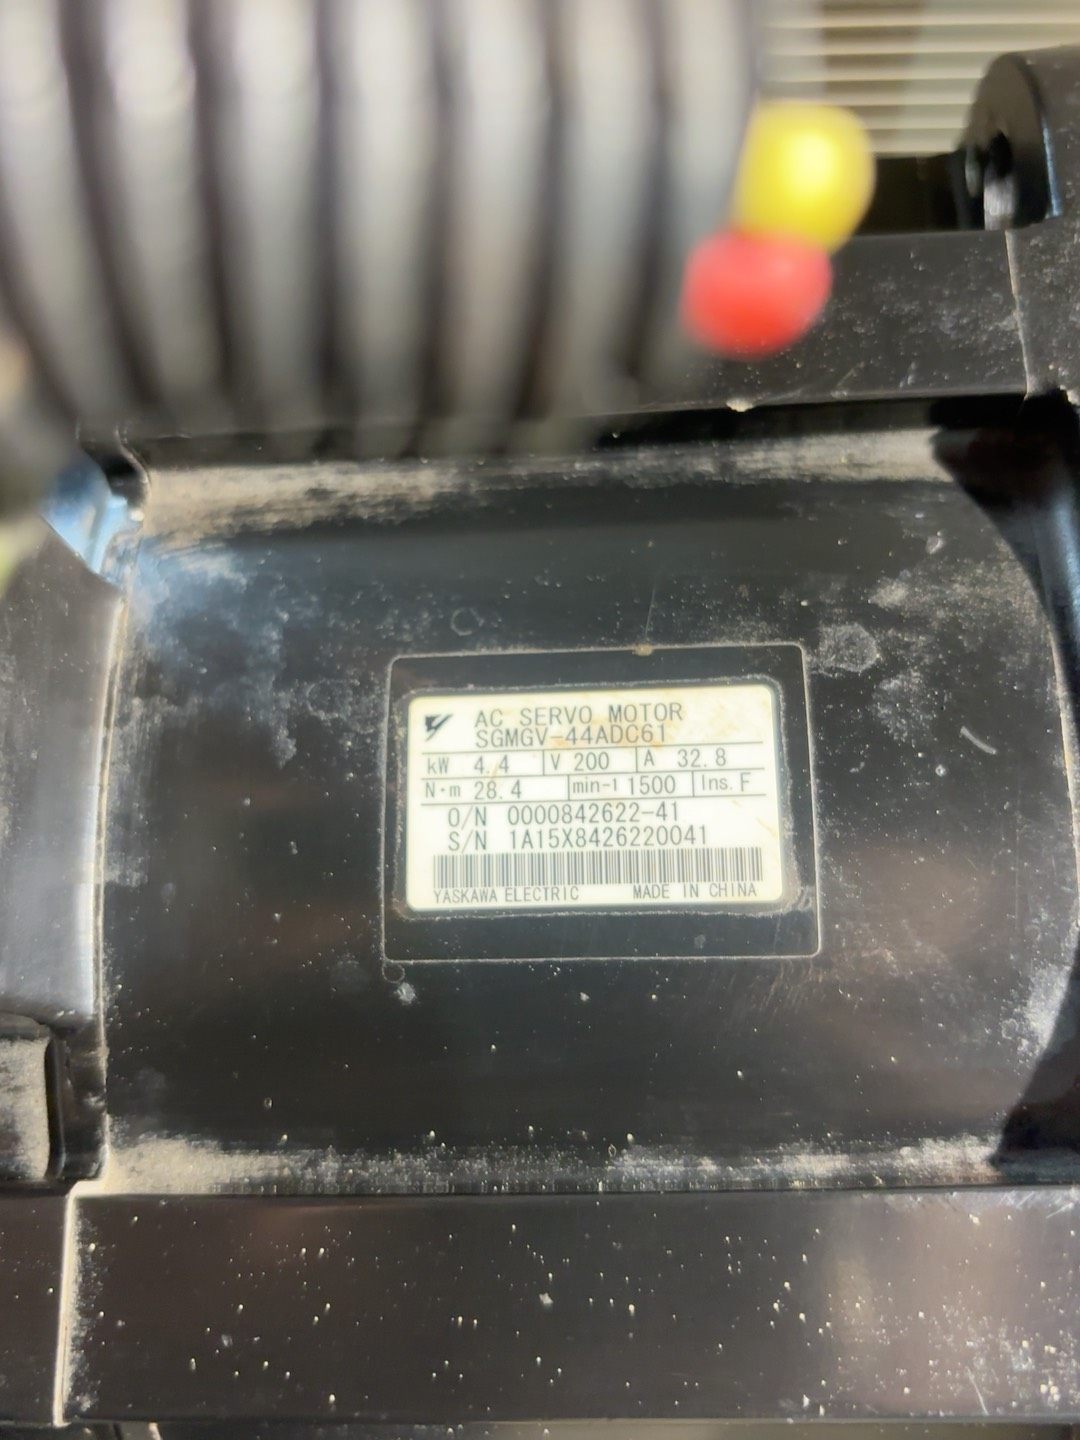 AC SERVO MOTOR
SGMGV-44ADC61
kW 4.4 V 200 A 32.8
N·m 28.4 min-1 1500 Ins. F
O/N 0000842622-41
S/N 1A15X8426220041
YASKAWA ELECTRIC MADE IN CHINA